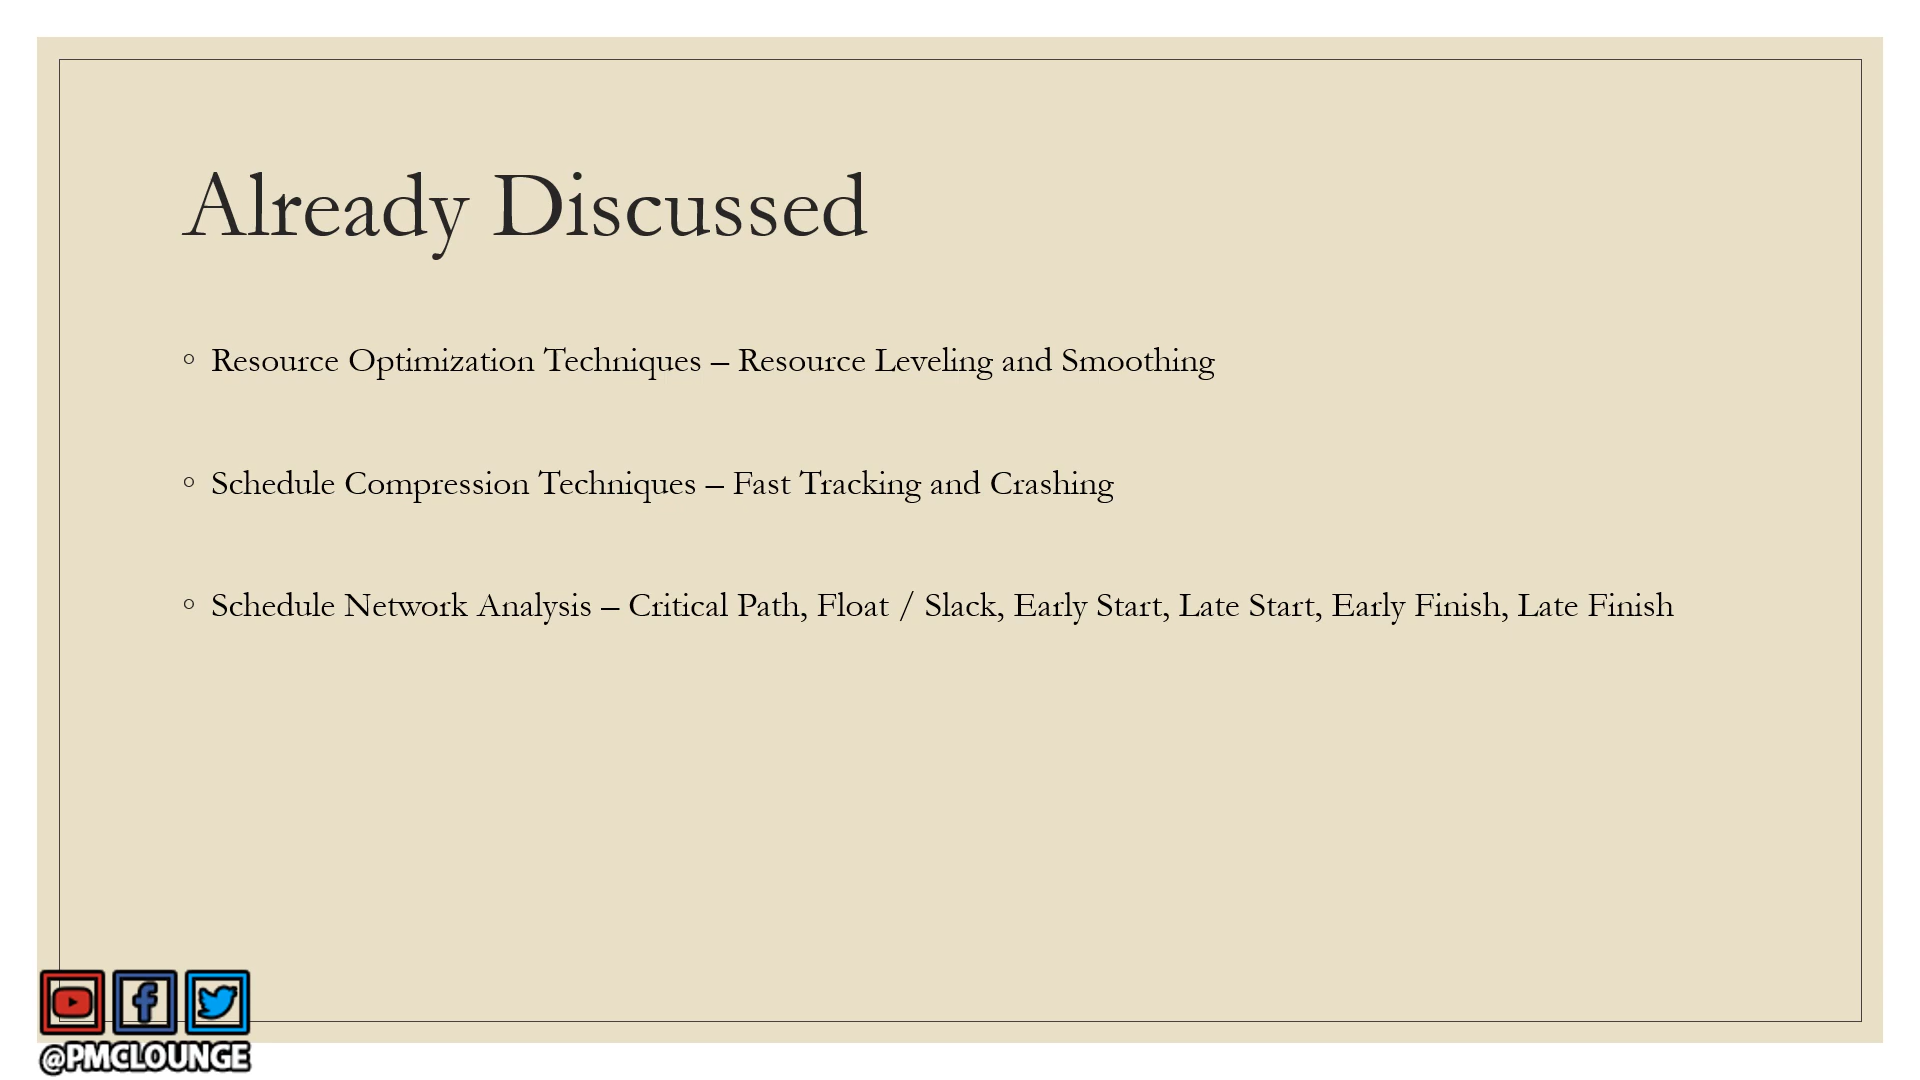 Already Discussed
◦ Resource Optimization Techniques – Resource Leveling and Smoothing
◦ Schedule Compression Techniques – Fast Tracking and Crashing
◦ Schedule Network Analysis – Critical Path, Float / Slack, Early Start, Late Start, Early Finish, Late Finish
@PMCLOUNGE